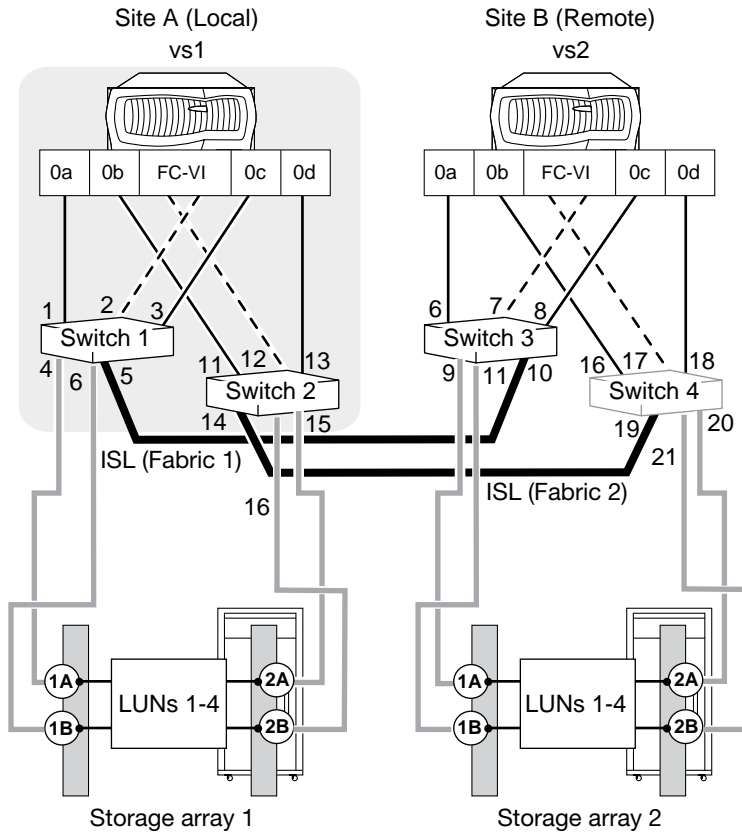 Site A (Local)
vs1
Site B (Remote)
vs2
0a 0b FC-VI 0c 0d
0a 0b FC-VI 0c 0d
1 2 3
Switch 1
4 6 5
11 12 13
Switch 2
14 15
16
6 7 8
Switch 3
9 11 10
16 17 18
Switch 4
19 20
21
ISL (Fabric 1)
ISL (Fabric 2)
1A
1B
LUNs 1-4
2A
2B
Storage array 1
1A
1B
LUNs 1-4
2A
2B
Storage array 2